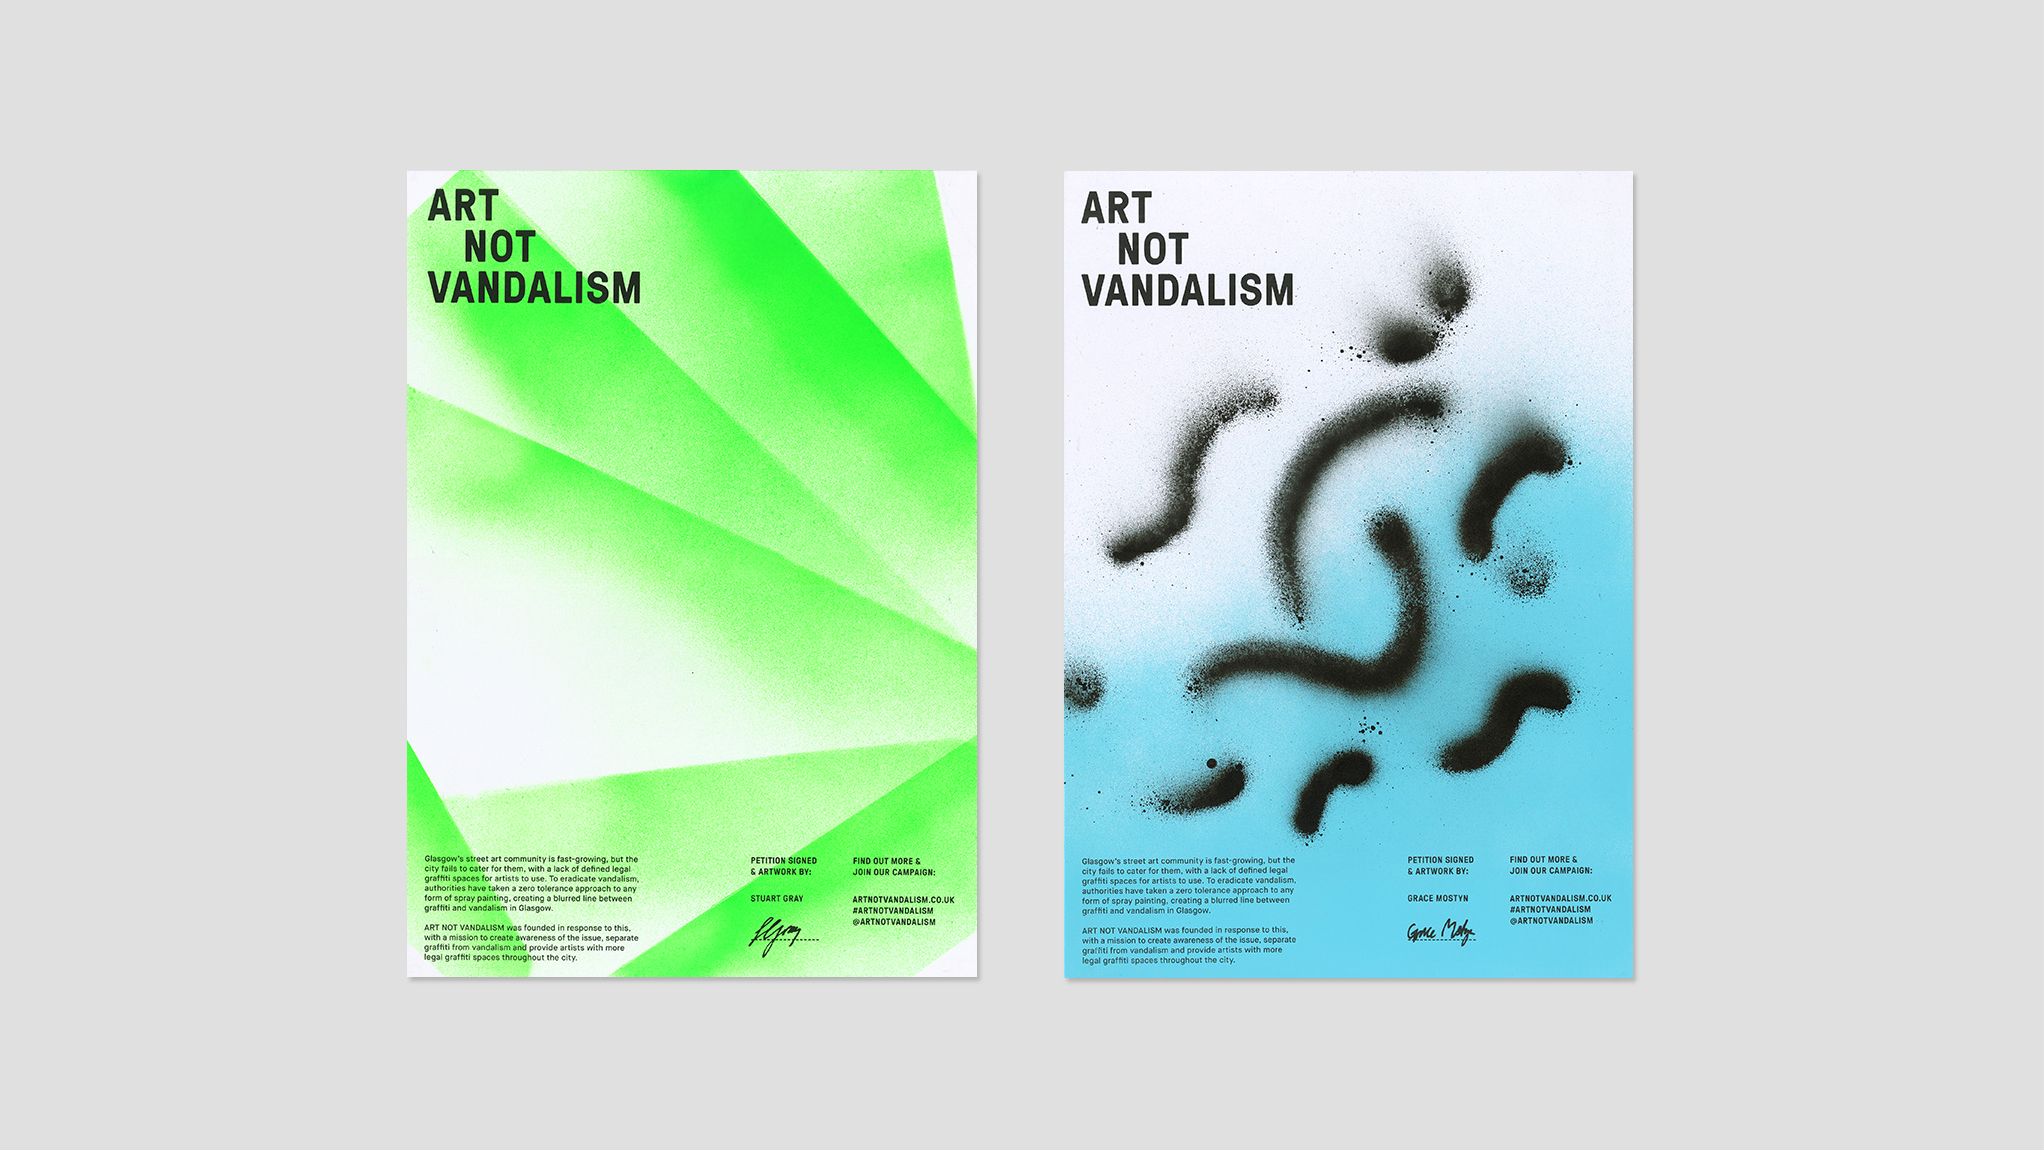 ART
NOT
VANDALISM
Glasgow's street art community is fast-growing, but the
city fails to cater for them, with a lack of defined legal
graffiti spaces for artists to use. To eradicate vandalism,
authorities have taken a zero tolerance approach to any
form of spray painting, creating a blurred line between
graffiti and vandalism in Glasgow.
ART NOT VANDALISM was founded in response to this,
with a mission to create awareness of the issue, separate
graffiti from vandalism and provide artists with more
legal graffiti spaces throughout the city.
PETITION SIGNED
& ARTWORK BY:
STUART GRAY
SGray
FIND OUT MORE &
JOIN OUR CAMPAIGN:
ARTNOTVANDALISM.CO.UK
#ARTNOTVANDALISM
@ARTNOTVANDALISM
ART
NOT
VANDALISM
Glasgow's street art community is fast-growing, but the
city fails to cater for them, with a lack of defined legal
graffiti spaces for artists to use. To eradicate vandalism,
authorities have taken a zero tolerance approach to any
form of spray painting, creating a blurred line between
graffiti and vandalism in Glasgow.
ART NOT VANDALISM was founded in response to this,
with a mission to create awareness of the issue, separate
graffiti from vandalism and provide artists with more
legal graffiti spaces throughout the city.
PETITION SIGNED
& ARTWORK BY:
GRACE MOSTYN
Grace Mostyn
FIND OUT MORE &
JOIN OUR CAMPAIGN:
ARTNOTVANDALISM.CO.UK
#ARTNOTVANDALISM
@ARTNOTVANDALISM